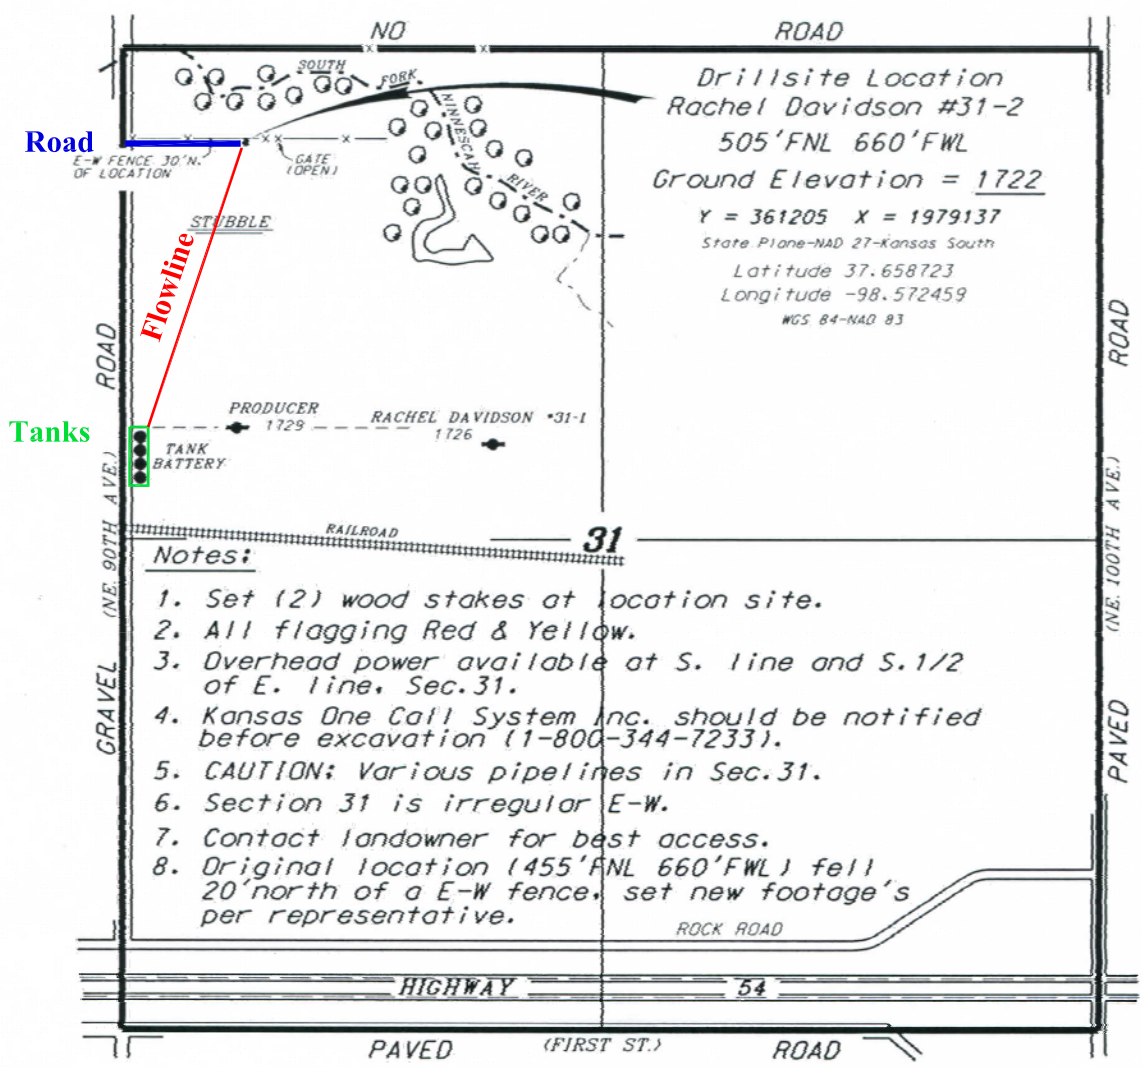 NO ROAD
Drillsite Location
Rachel Davidson #31-2
505'FNL 660'FWL
Ground Elevation = 1722
Y = 361205 X = 1979137
State Plane-NAD 27-Kansas South
Latitude 37.658723
Longitude -98.572459
WGS 84-NAD 83
SOUTH
FORK
NINNESCAH
RIVER
Road
E-W FENCE 30'N.
OF LOCATION
GATE
(OPEN)
STUBBLE
Flowline
ROAD
ROAD
Tanks
PRODUCER
1729
RACHEL DAVIDSON #31-1
1726
TANK
BATTERY
(NE. 90TH AVE.)
(NE. 100TH AVE.)
RAILROAD
31
GRAVEL
PAVED
Notes:
1. Set (2) wood stakes at location site.
2. All flagging Red & Yellow.
3. Overhead power available at S. line and S.1/2
of E. line, Sec.31.
4. Kansas One Call System Inc. should be notified
before excavation (1-800-344-7233).
5. CAUTION: Various pipelines in Sec.31.
6. Section 31 is irregular E-W.
7. Contact landowner for best access.
8. Original location (455'FNL 660'FWL) fell
20'north of a E-W fence, set new footage's
per representative.
ROCK ROAD
HIGHWAY 54
PAVED (FIRST ST.) ROAD